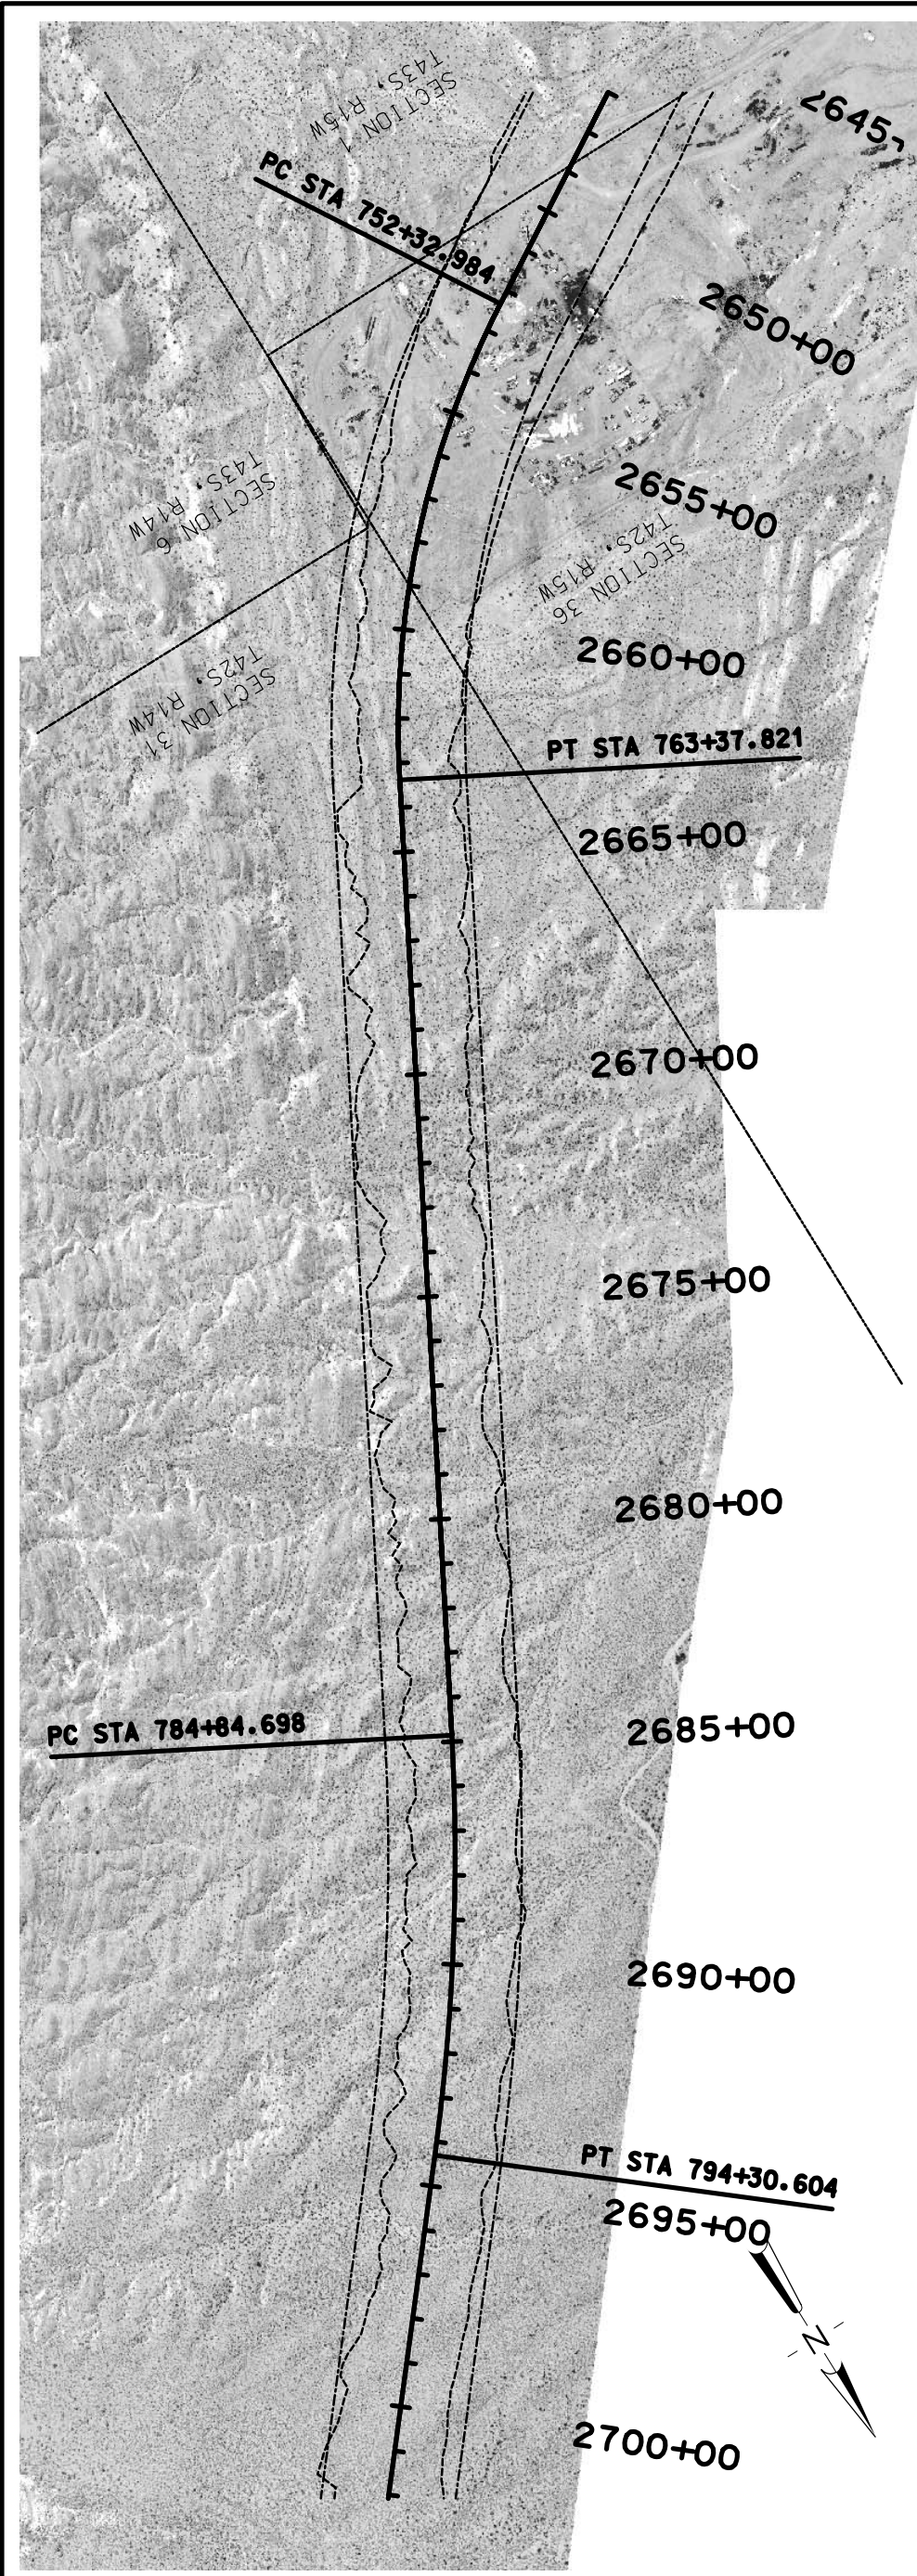 2645
SECTION 1
T43S, R15W
PC STA 752+32.984
2650+00
2655+00
SECTION 6
T43S, R14W
SECTION 36
T42S, R15W
2660+00
SECTION 31
T42S, R14W
PT STA 763+37.821
2665+00
2670+00
2675+00
2680+00
PC STA 784+84.698
2685+00
2690+00
PT STA 794+30.604
2695+00
N
2700+00